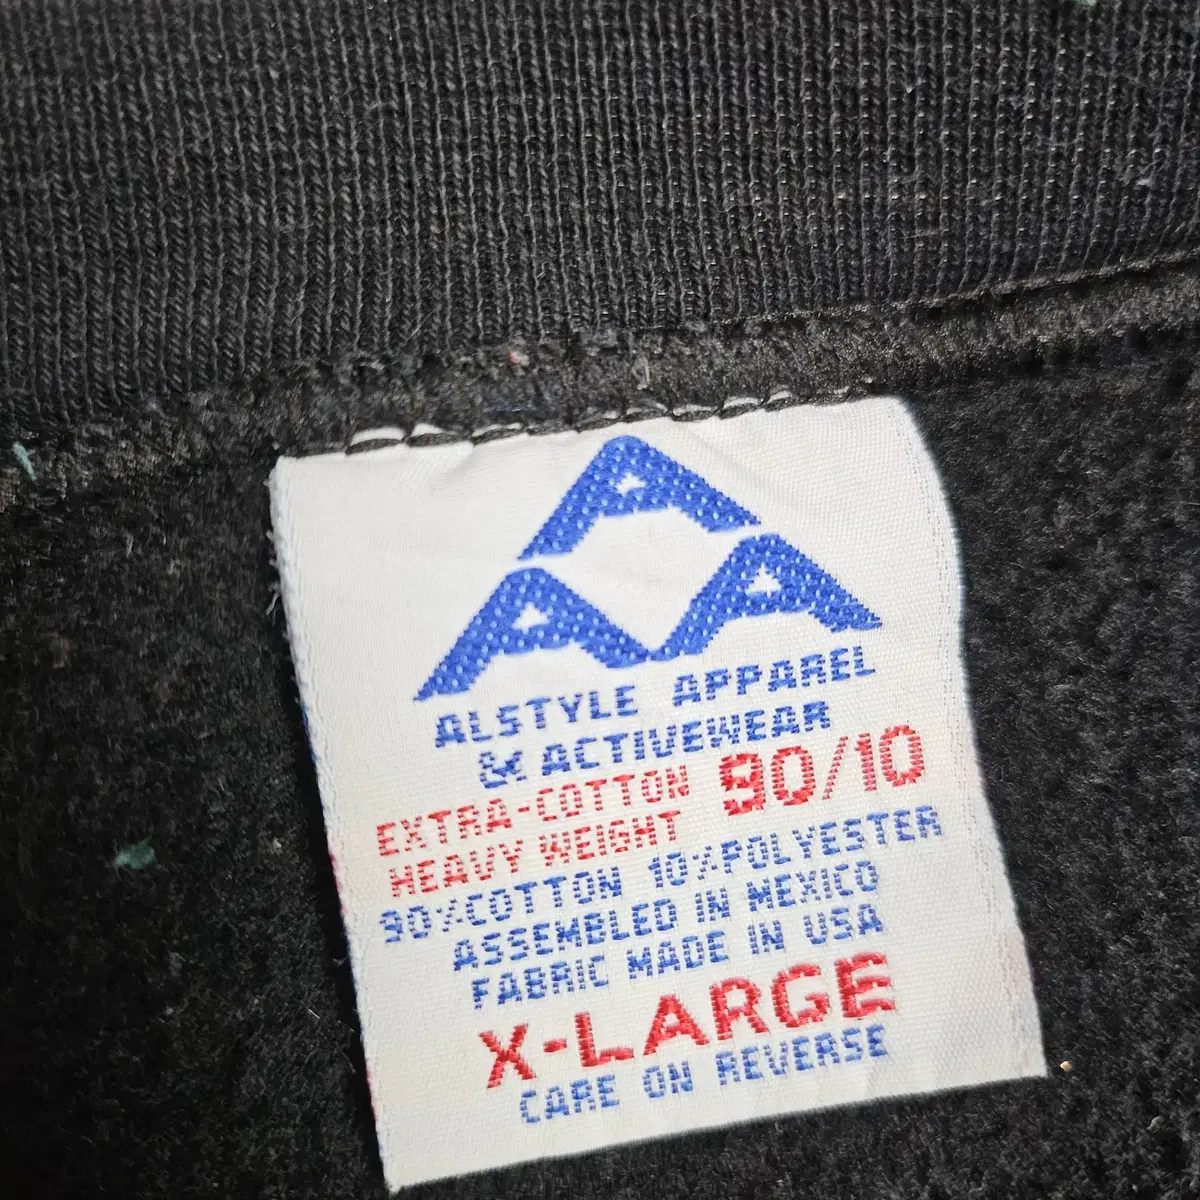 A
A A
ALSTYLE APPAREL
& ACTIVEWEAR
EXTRA-COTTON 90/10
HEAVY WEIGHT
90%COTTON 10%POLYESTER
ASSEMBLED IN MEXICO
FABRIC MADE IN USA
X-LARGE
CARE ON REVERSE